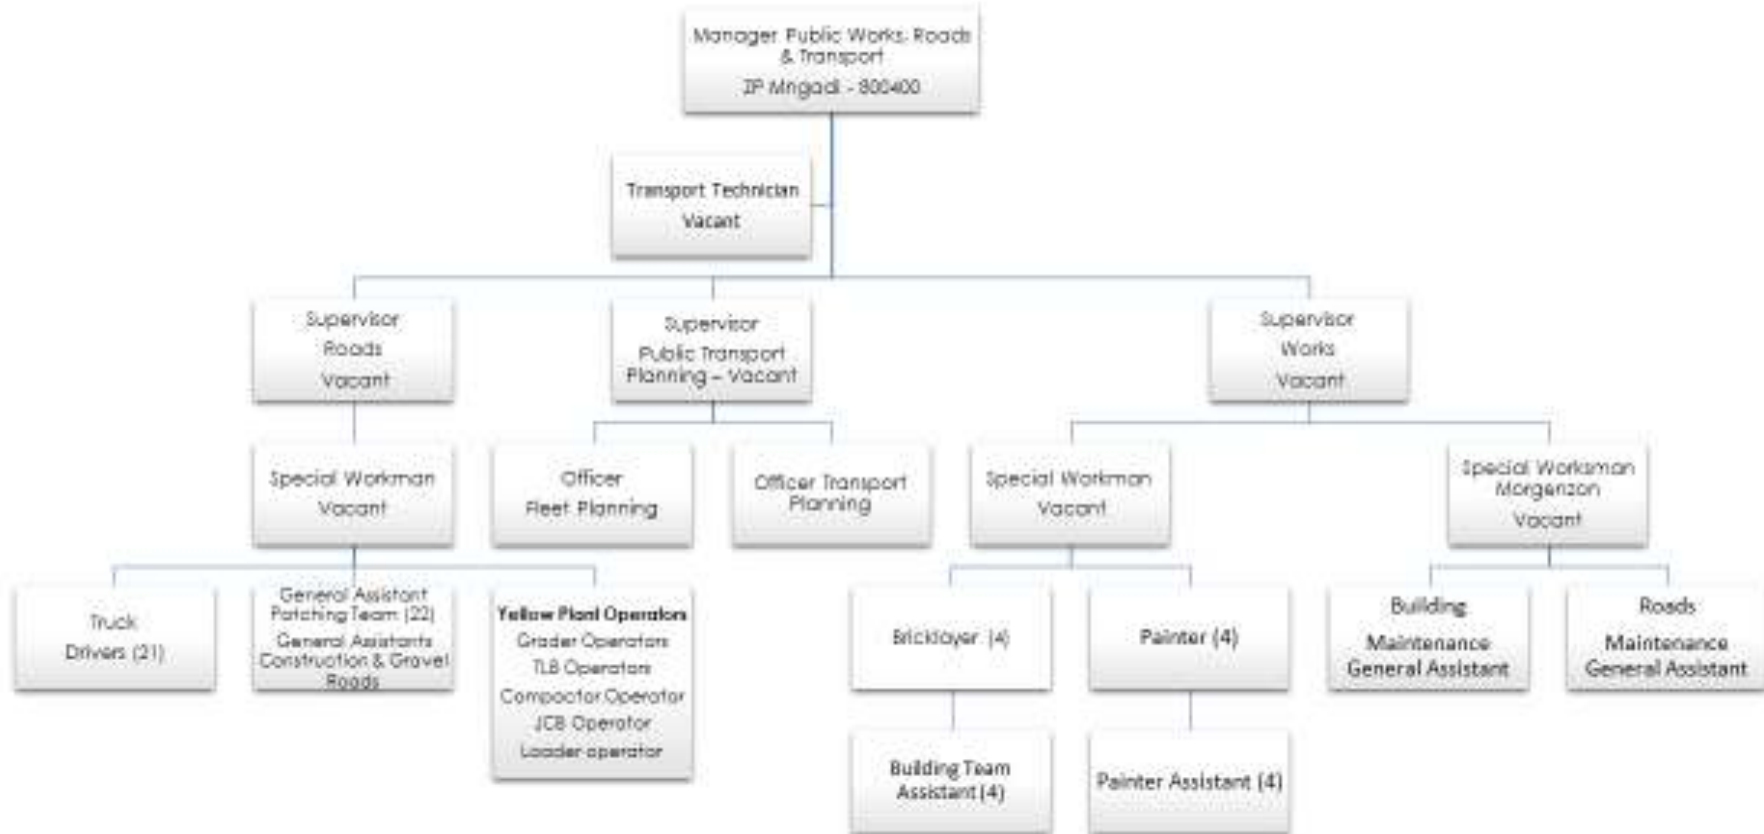 Manager Public Works, Roads
& Transport
ZP Mngadi - 800400
Transport Technician
Vacant
Supervisor
Roads
Vacant
Supervisor
Public Transport
Planning – Vacant
Supervisor
Works
Vacant
Special Workman
Vacant
Officer
Fleet Planning
Officer Transport
Planning
Special Workman
Vacant
Special Worksman
Morgenzon
Vacant
Truck
Drivers (21)
General Assistant
Patching Team (22)
General Assistants
Construction & Gravel
Roads
Yellow Plant Operators
Grader Operators
TLB Operators
Compactor Operator
JCB Operator
Loader operator
Bricklayer (4)
Painter (4)
Building
Maintenance
General Assistant
Roads
Maintenance
General Assistant
Building Team
Assistant (4)
Painter Assistant (4)